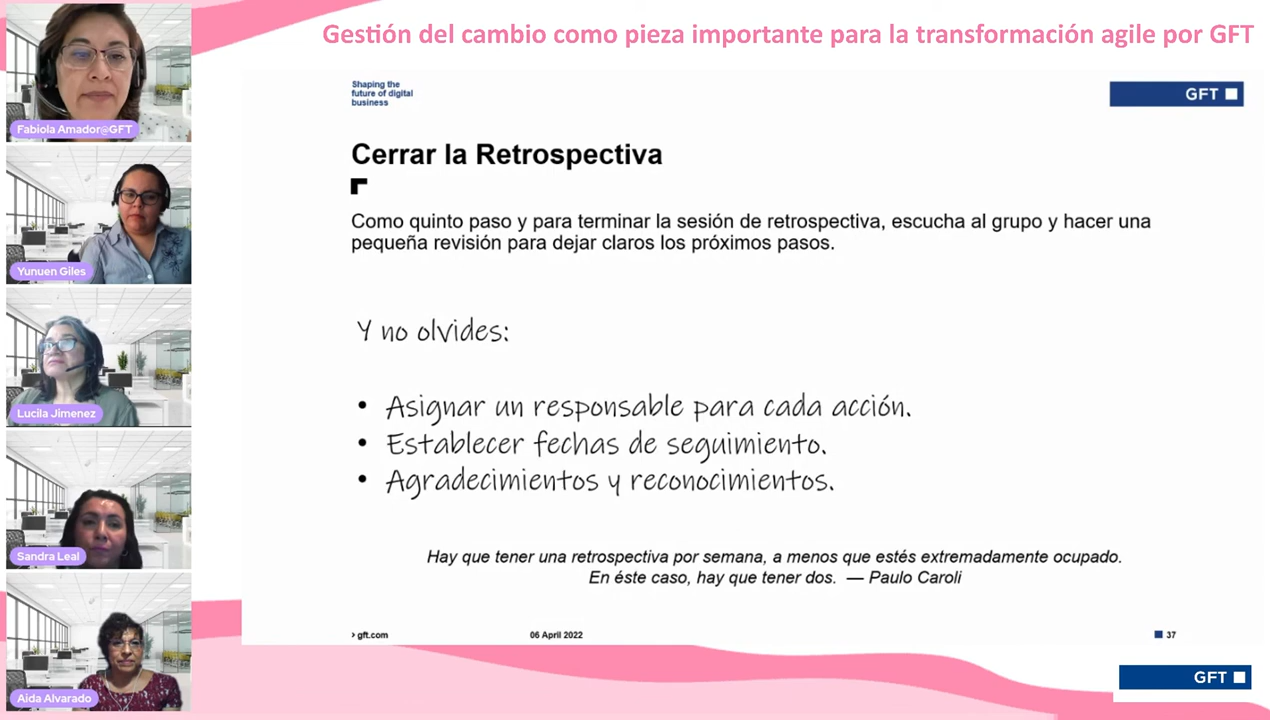 Gestión del cambio como pieza importante para la transformación agile por GFT
Shaping the
future of digital
business
GFT
Cerrar la Retrospectiva
Como quinto paso y para terminar la sesión de retrospectiva, escucha al grupo y hacer una
pequeña revisión para dejar claros los próximos pasos.
Y no olvides:
• Asignar un responsable para cada acción.
• Establecer fechas de seguimiento.
• Agradecimientos y reconocimientos.
Hay que tener una retrospectiva por semana, a menos que estés extremadamente ocupado.
En éste caso, hay que tener dos. — Paulo Caroli
› gft.com
06 April 2022
37
GFT
Fabiola Amador@GFT
Yunuen Giles
Lucila Jimenez
Sandra Leal
Aida Alvarado